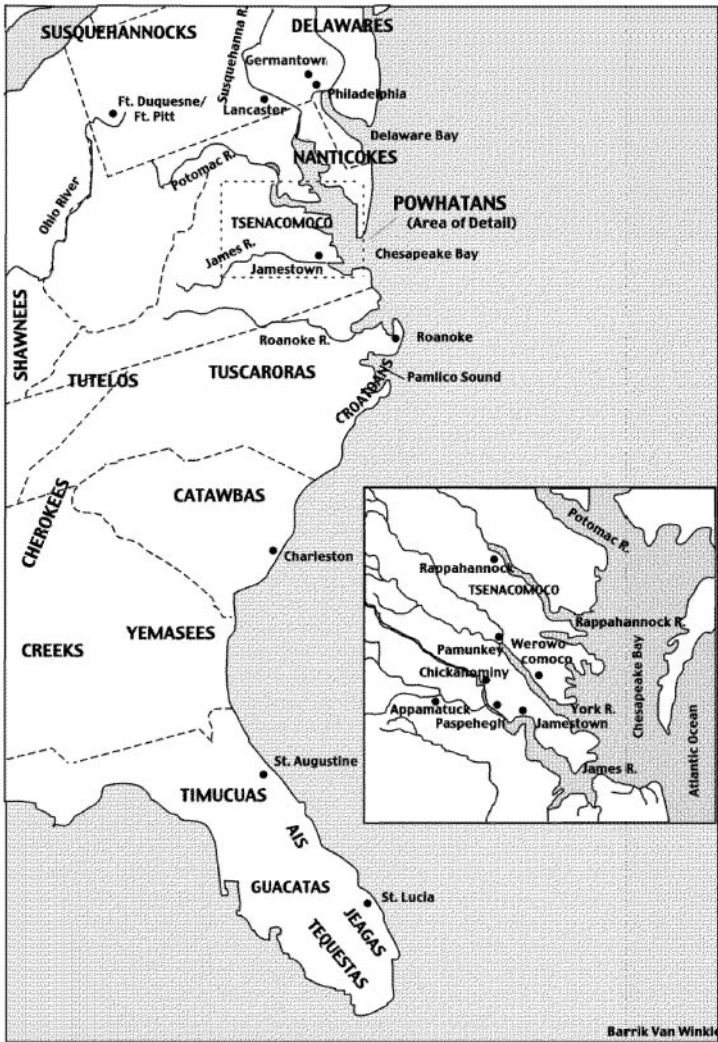 SUSQUEHANNOCKS
Susquehanna R.
DELAWARES
Germantown
Philadelphia
Ft. Duquesne/
Ft. Pitt
Lancaster
Delaware Bay
NANTICOKES
Potomac R.
Ohio River
POWHATANS
(Area of Detail)
TSENACOMOCO
James R.
Chesapeake Bay
Jamestown
SHAWNEES
Roanoke R.
Roanoke
TUTELOS
TUSCARORAS
CROATOANS
Pamlico Sound
CATAWBAS
CHEROKEES
Charleston
CREEKS
YEMASEES
St. Augustine
TIMUCUAS
AIS
GUACATAS
St. Lucia
JEAGAS
TEQUESTAS
Potomac R.
Rappahannock
TSENACOMOCO
Rappahannock R.
Pamunkey
Werowo
comoco
Chickahominy
Chesapeake Bay
Appamatuck
York R.
Paspehegh
Jamestown
James R.
Atlantic Ocean
Barrik Van Winkle